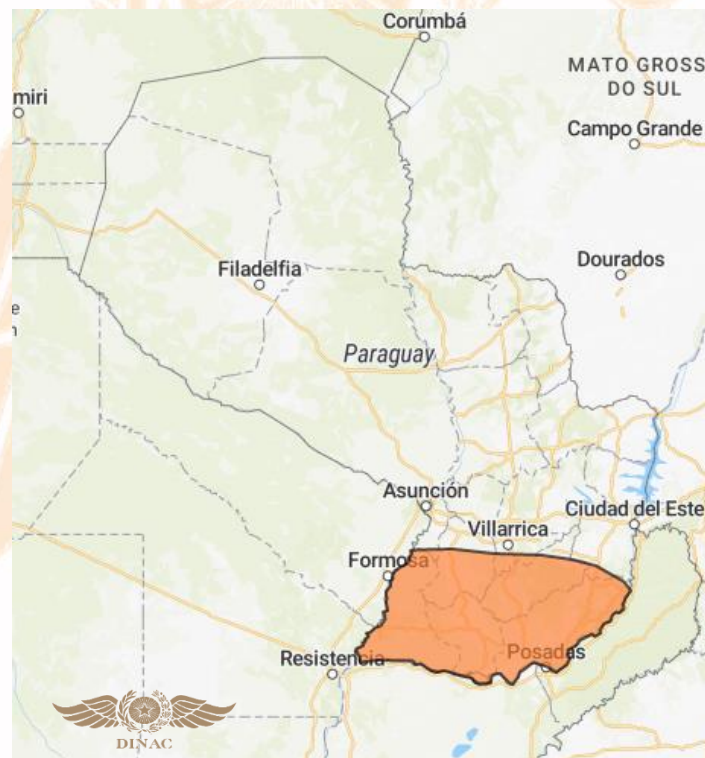 Corumbá
MATO GROSS
DO SUL
miri
Campo Grande
Filadelfia
Dourados
e
n
Paraguay
Asunción
Ciudad del Este
Villarrica
Formosa
Posadas
Resistencia
DINAC